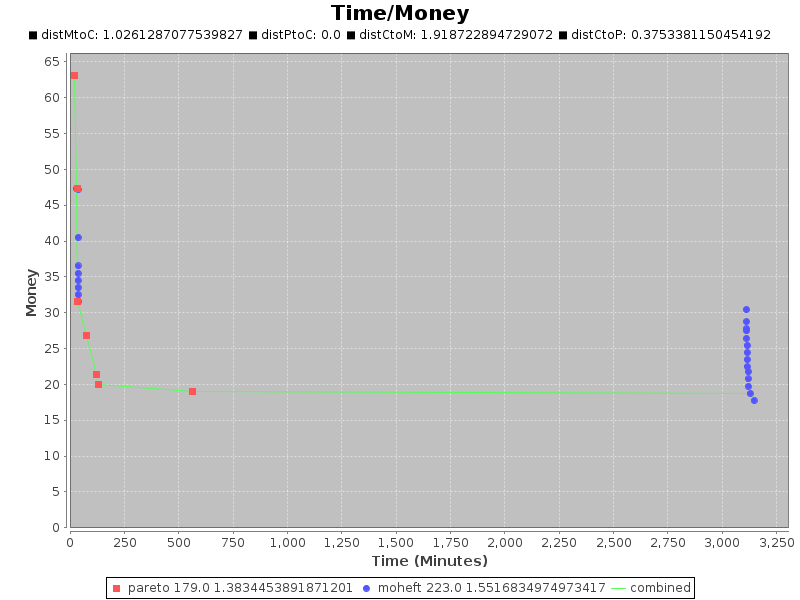 Time/Money
distMtoC: 1.0261287077539827 distPtoC: 0.0 distCtoM: 1.918722894729072 distCtoP: 0.3753381150454192
65
60
55
50
45
40
35
30
25
20
15
10
5
0
Money
0 250 500 750 1,000 1,250 1,500 1,750 2,000 2,250 2,500 2,750 3,000 3,250
Time (Minutes)
pareto 179.0 1.3834453891871201 moheft 223.0 1.5516834974973417 combined